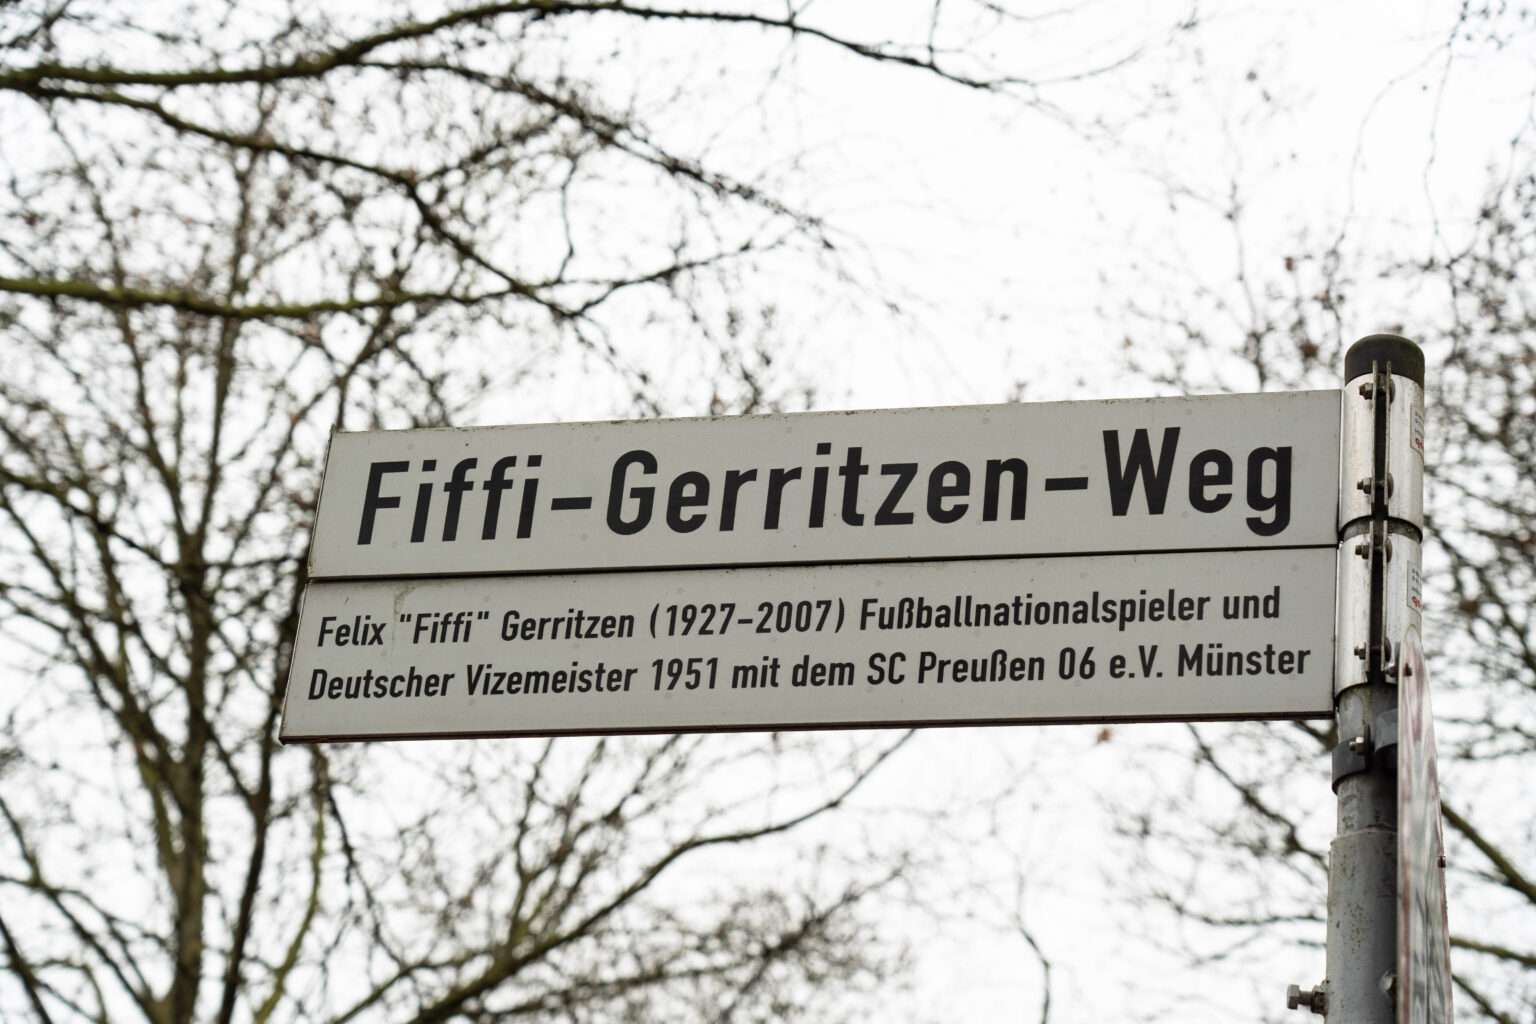 Fiffi-Gerritzen-Weg
Felix "Fiffi" Gerritzen (1927-2007) Fußballnationalspieler und
Deutscher Vizemeister 1951 mit dem SC Preußen 06 e.V. Münster